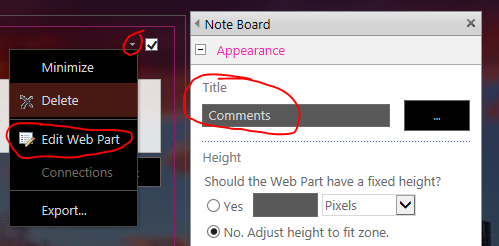 Minimize
Delete
Edit Web Part
Connections
Export...
Note Board
Appearance
Title
Comments
...
Height
Should the Web Part have a fixed height?
Yes
Pixels
No. Adjust height to fit zone.